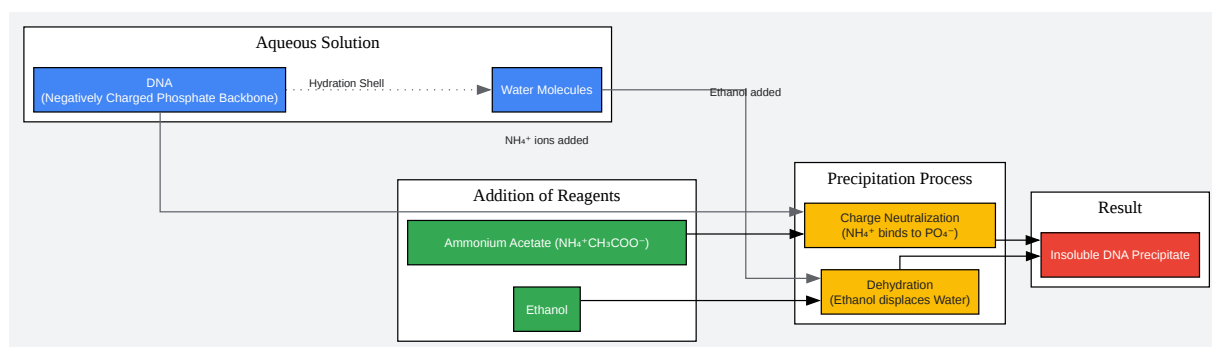 Aqueous Solution
DNA
(Negatively Charged Phosphate Backbone)
Hydration Shell
Water Molecules
Ethanol added
NH₄⁺ ions added
Addition of Reagents
Ammonium Acetate (NH₄⁺CH₃COO⁻)
Ethanol
Precipitation Process
Charge Neutralization
(NH₄⁺ binds to PO₄⁻)
Dehydration
(Ethanol displaces Water)
Result
Insoluble DNA Precipitate